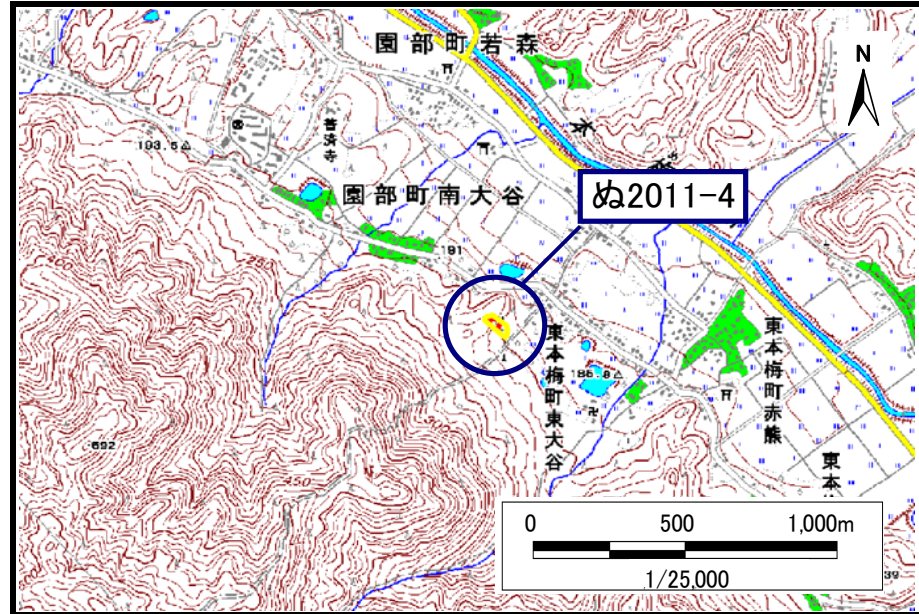 園部町若森
N
193.5
普済寺
園部町南大谷
ぬ2011-4
191
東本梅町東大谷
186.8
東本梅町赤熊
692
450
東本
0 500 1,000m
1/25,000